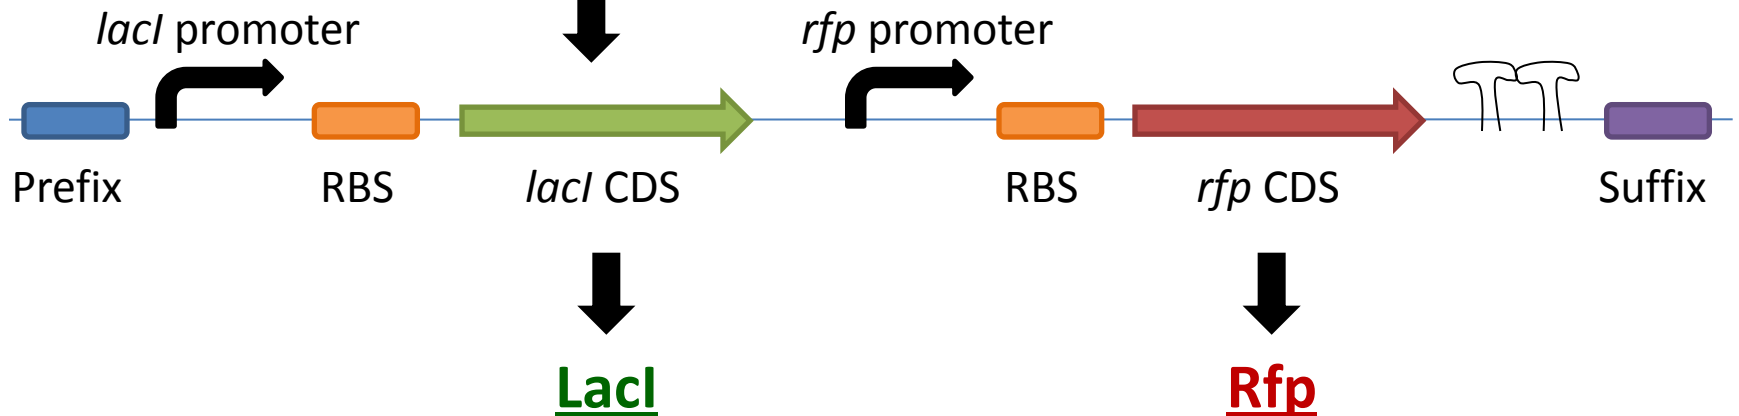 lacI promoter
rfp promoter
Prefix
RBS
lacI CDS
RBS
rfp CDS
Suffix
LacI
Rfp